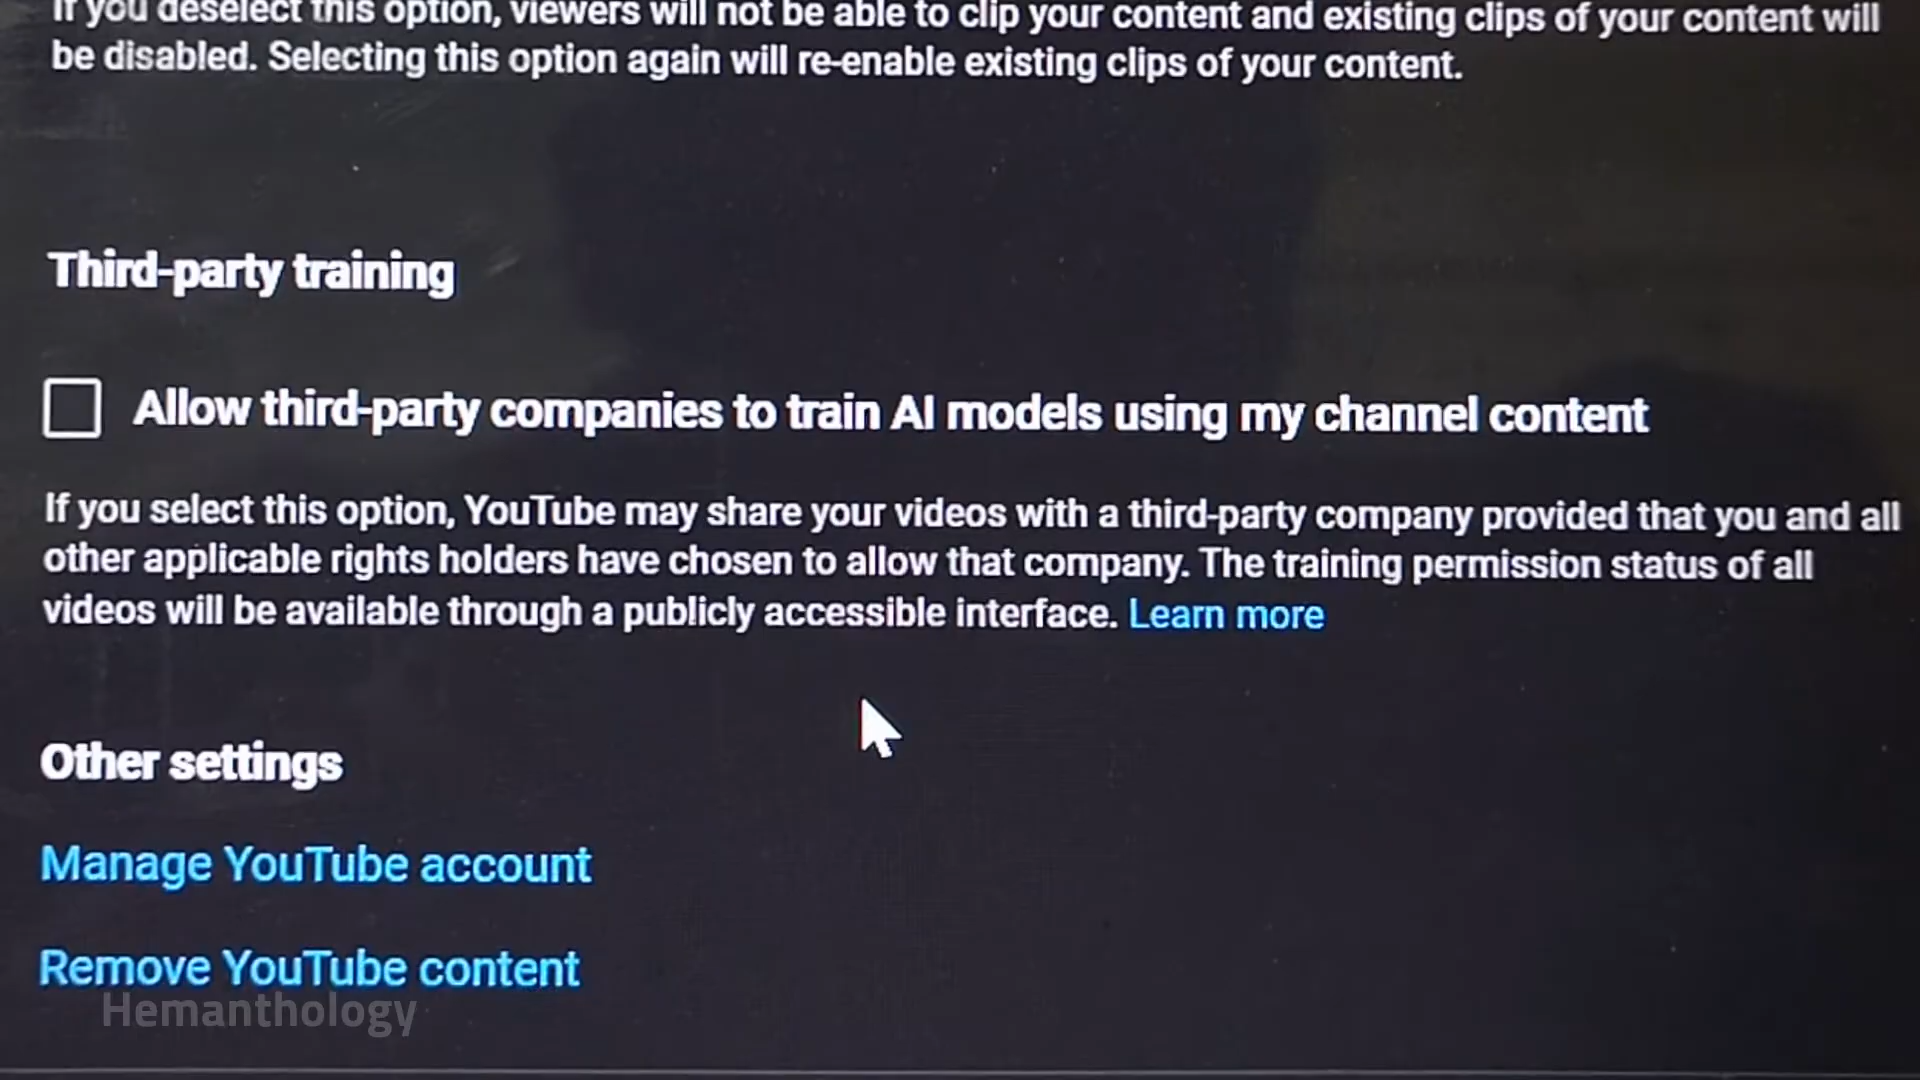 If you deselect this option, viewers will not be able to clip your content and existing clips of your content will
be disabled. Selecting this option again will re-enable existing clips of your content.
Third-party training
Allow third-party companies to train AI models using my channel content
If you select this option, YouTube may share your videos with a third-party company provided that you and all
other applicable rights holders have chosen to allow that company. The training permission status of all
videos will be available through a publicly accessible interface. Learn more
Other settings
Manage YouTube account
Remove YouTube content
Hemanthology